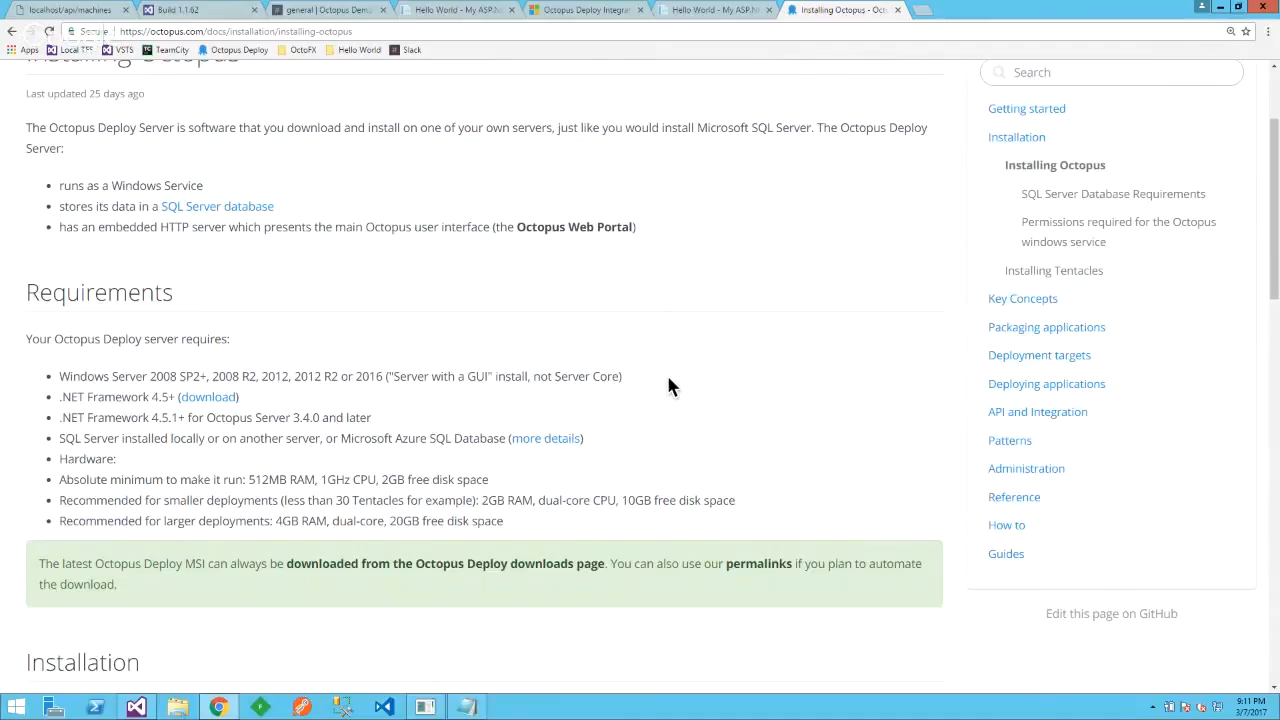 localhost/api/machines
Build 1.1.62
general | Octopus Demo
Hello World - My ASP.N
Octopus Deploy Integra
Hello World - My ASP.N
Installing Octopus - Oct
Secure
https://octopus.com/docs/installation/installing-octopus
Apps
Local TFS
VSTS
TeamCity
Octopus Deploy
OctoFX
Hello World
Slack
Installing Octopus
Last updated 25 days ago
The Octopus Deploy Server is software that you download and install on one of your own servers, just like you would install Microsoft SQL Server. The Octopus Deploy
Server:
• runs as a Windows Service
• stores its data in a SQL Server database
• has an embedded HTTP server which presents the main Octopus user interface (the Octopus Web Portal)
Requirements
Your Octopus Deploy server requires:
• Windows Server 2008 SP2+, 2008 R2, 2012, 2012 R2 or 2016 ("Server with a GUI" install, not Server Core)
• .NET Framework 4.5+ (download)
• .NET Framework 4.5.1+ for Octopus Server 3.4.0 and later
• SQL Server installed locally or on another server, or Microsoft Azure SQL Database (more details)
• Hardware:
• Absolute minimum to make it run: 512MB RAM, 1GHz CPU, 2GB free disk space
• Recommended for smaller deployments (less than 30 Tentacles for example): 2GB RAM, dual-core CPU, 10GB free disk space
• Recommended for larger deployments: 4GB RAM, dual-core, 20GB free disk space
The latest Octopus Deploy MSI can always be downloaded from the Octopus Deploy downloads page. You can also use our permalinks if you plan to automate
the download.
Installation
Search
Getting started
Installation
Installing Octopus
SQL Server Database Requirements
Permissions required for the Octopus
windows service
Installing Tentacles
Key Concepts
Packaging applications
Deployment targets
Deploying applications
API and Integration
Patterns
Administration
Reference
How to
Guides
Edit this page on GitHub
9:11 PM
3/7/2017